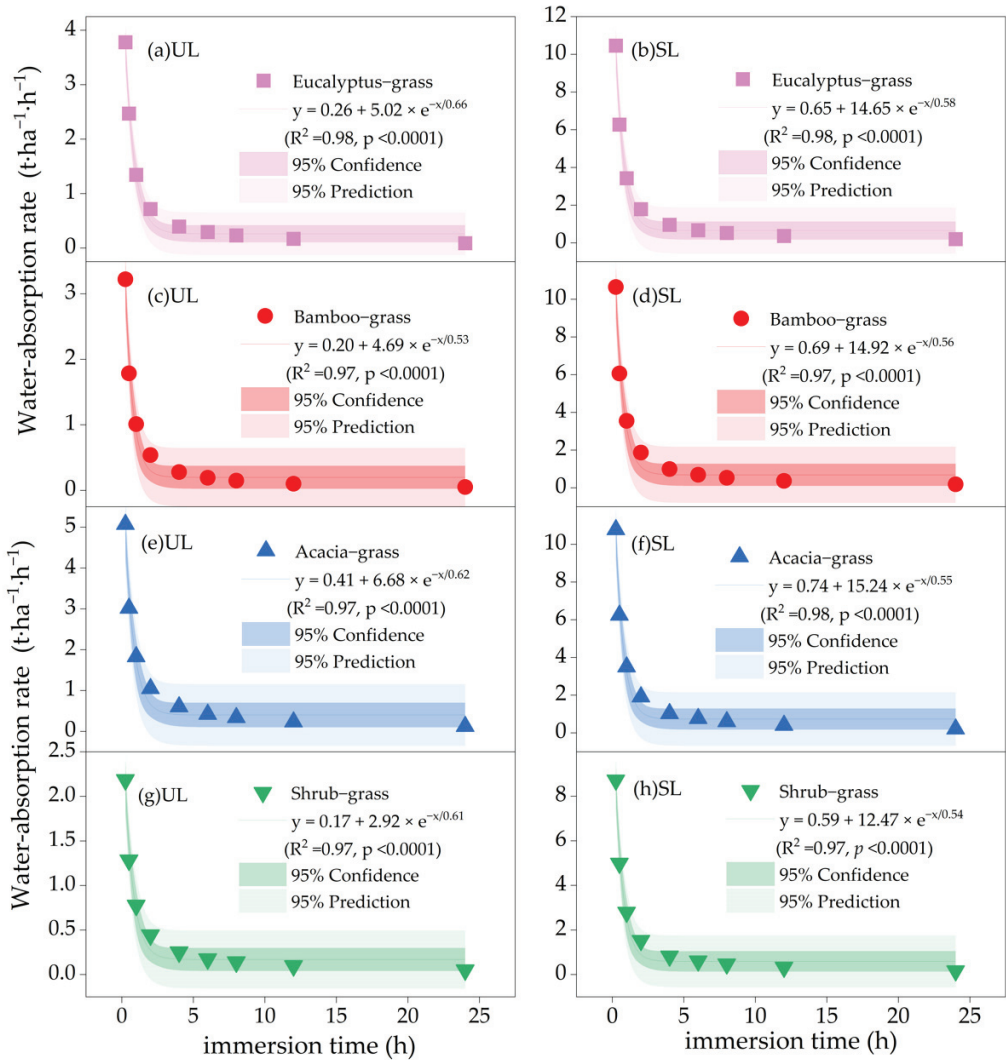 Water-absorption rate (t·ha⁻¹·h⁻¹)
Water-absorption rate (t·ha⁻¹·h⁻¹)
4
3
2
1
0
(a)UL
Eucalyptus−grass
y = 0.26 + 5.02 × e^−x/0.66
(R² =0.98, p <0.0001)
95% Confidence
95% Prediction
12
10
8
6
4
2
0
(b)SL
Eucalyptus−grass
y = 0.65 + 14.65 × e^−x/0.58
(R² =0.98, p <0.0001)
95% Confidence
95% Prediction
3
2
1
0
(c)UL
Bamboo−grass
y = 0.20 + 4.69 × e^−x/0.53
(R² =0.97, p <0.0001)
95% Confidence
95% Prediction
10
8
6
4
2
0
(d)SL
Bamboo−grass
y = 0.69 + 14.92 × e^−x/0.56
(R² =0.97, p <0.0001)
95% Confidence
95% Prediction
5
4
3
2
1
0
(e)UL
Acacia−grass
y = 0.41 + 6.68 × e^−x/0.62
(R² =0.97, p <0.0001)
95% Confidence
95% Prediction
10
8
6
4
2
0
(f)SL
Acacia−grass
y = 0.74 + 15.24 × e^−x/0.55
(R² =0.98, p <0.0001)
95% Confidence
95% Prediction
2.5
2.0
1.5
1.0
0.5
0.0
(g)UL
Shrub−grass
y = 0.17 + 2.92 × e^−x/0.61
(R² =0.97, p <0.0001)
95% Confidence
95% Prediction
8
6
4
2
0
(h)SL
Shrub−grass
y = 0.59 + 12.47 × e^−x/0.54
(R² =0.97, p <0.0001)
95% Confidence
95% Prediction
0 5 10 15 20 25
immersion time (h)
0 5 10 15 20 25
immersion time (h)